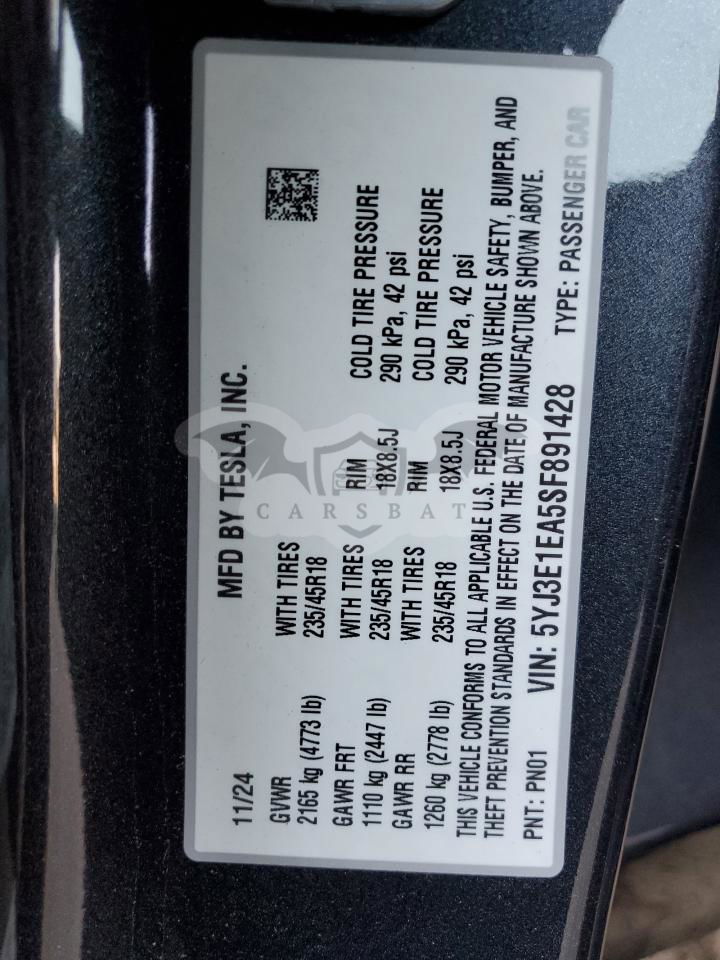 11/24 MFD BY TESLA, INC.
GVWR WITH TIRES
2165 kg (4773 lb) 235/45R18
GAWR FRT WITH TIRES RIM COLD TIRE PRESSURE
1110 kg (2447 lb) 235/45R18 18X8.5J 290 kPa, 42 psi
GAWR RR WITH TIRES RIM COLD TIRE PRESSURE
1260 kg (2778 lb) 235/45R18 18X8.5J 290 kPa, 42 psi
THIS VEHICLE CONFORMS TO ALL APPLICABLE U.S. FEDERAL MOTOR VEHICLE SAFETY, BUMPER, AND
THEFT PREVENTION STANDARDS IN EFFECT ON THE DATE OF MANUFACTURE SHOWN ABOVE.
PNT: PN01 VIN: 5YJ3E1EA5SF891428 TYPE: PASSENGER CAR
CARSBAT